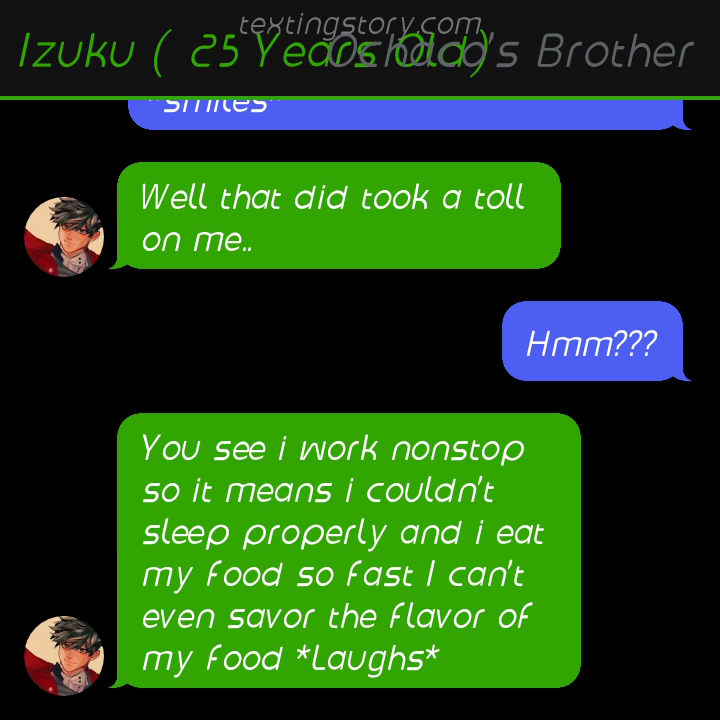 textingstory.com
Izuku ( 25 Years Old)
Brother
*smiles*
Well that did took a toll
on me..
Hmm???
You see i work nonstop
so it means i couldn't
sleep properly and i eat
my food so fast I can't
even savor the flavor of
my food *Laughs*